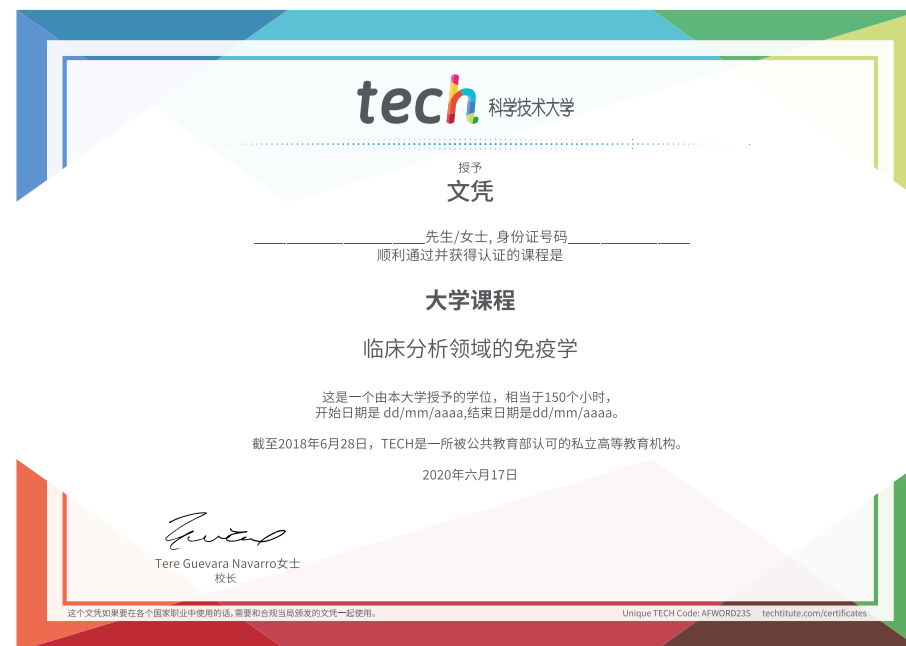 tech 科学技术大学
授予
文凭
____________________先生/女士, 身份证号码______________
顺利通过并获得认证的课程是
大学课程
临床分析领域的免疫学
这是一个由本大学授予的学位，相当于150个小时，
开始日期是 dd/mm/aaaa,结束日期是dd/mm/aaaa。
截至2018年6月28日，TECH是一所被公共教育部认可的私立高等教育机构。
2020年六月17日
Tere Guevara Navarro女士
校长
这个文凭如果要在各个国家职业中使用的话,需要和合规当局颁发的文凭一起使用。
Unique TECH Code: AFWORD23S techtitute.com/certificates